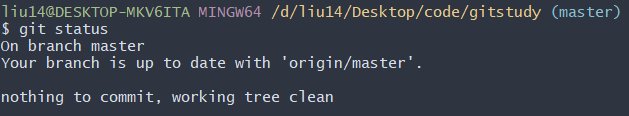 liu14@DESKTOP-MKV6ITA MINGW64 /d/liu14/Desktop/code/gitstudy (master)
$ git status
On branch master
Your branch is up to date with 'origin/master'.
nothing to commit, working tree clean